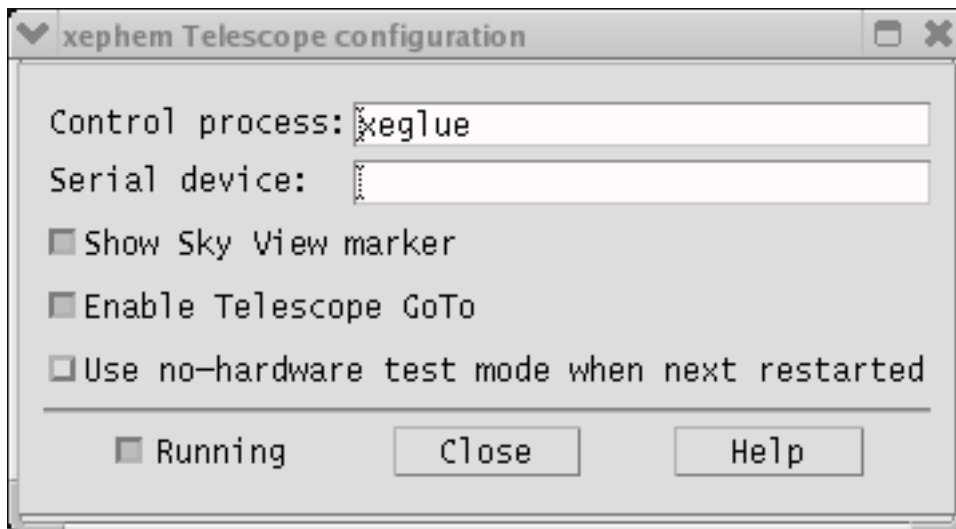 xephem Telescope configuration
Control process: xeglue
Serial device:
Show Sky View marker
Enable Telescope GoTo
Use no-hardware test mode when next restarted
Running Close Help